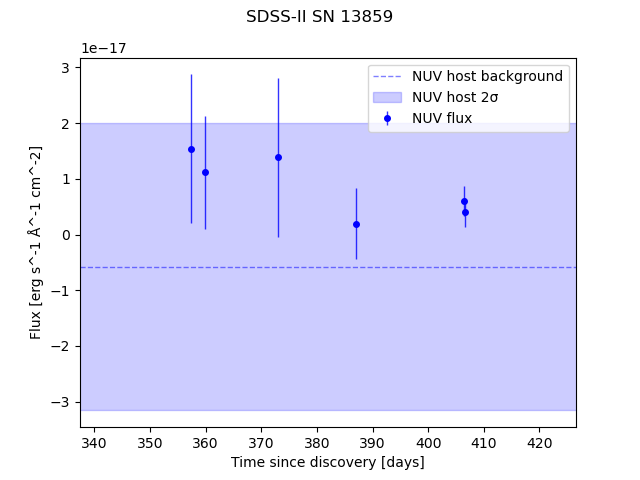 SDSS-II SN 13859
1e−17
NUV host background
NUV host 2σ
NUV flux
3
2
1
0
−1
−2
−3
Flux [erg s^-1 Å^-1 cm^-2]
340 350 360 370 380 390 400 410 420
Time since discovery [days]